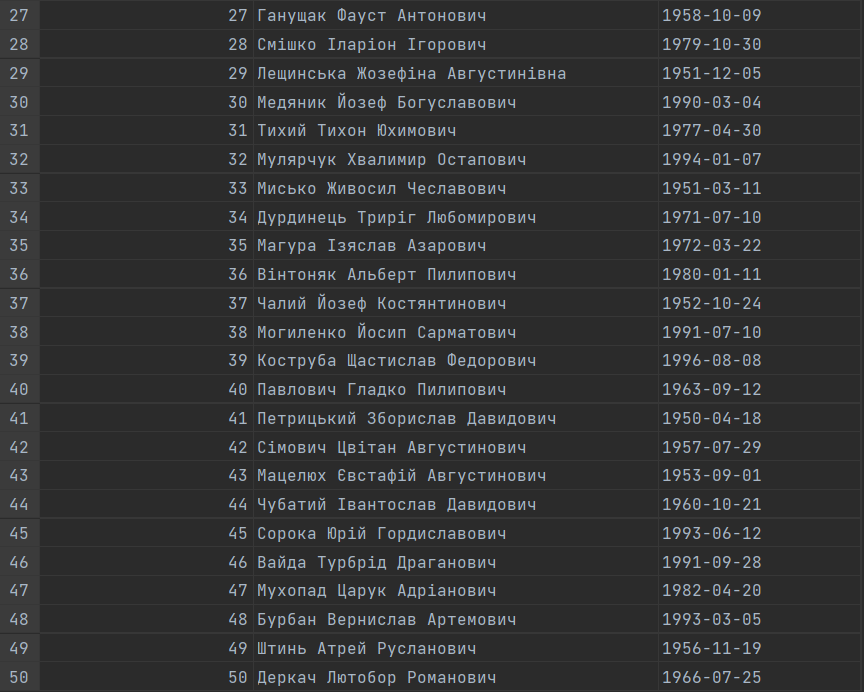 27 27 Ганущак Фауст Антонович 1958-10-09
28 28 Смішко Іларіон Ігорович 1979-10-30
29 29 Лещинська Жозефіна Августинівна 1951-12-05
30 30 Медяник Йозеф Богуславович 1990-03-04
31 31 Тихий Тихон Юхимович 1977-04-30
32 32 Мулярчук Хвалимир Остапович 1994-01-07
33 33 Мисько Живосил Чеславович 1951-03-11
34 34 Дурдинець Триріг Любомирович 1971-07-10
35 35 Магура Ізяслав Азарович 1972-03-22
36 36 Вінтоняк Альберт Пилипович 1980-01-11
37 37 Чалий Йозеф Костянтинович 1952-10-24
38 38 Могиленко Йосип Сарматович 1991-07-10
39 39 Коструба Щастислав Федорович 1996-08-08
40 40 Павлович Гладко Пилипович 1963-09-12
41 41 Петрицький Зборислав Давидович 1950-04-18
42 42 Сімович Цвітан Августинович 1957-07-29
43 43 Мацелюх Євстафій Августинович 1953-09-01
44 44 Чубатий Івантослав Давидович 1960-10-21
45 45 Сорока Юрій Гордиславович 1993-06-12
46 46 Вайда Турбрід Драганович 1991-09-28
47 47 Мухопад Царук Адріанович 1982-04-20
48 48 Бурбан Вернислав Артемович 1993-03-05
49 49 Штинь Атрей Русланович 1956-11-19
50 50 Деркач Лютобор Романович 1966-07-25